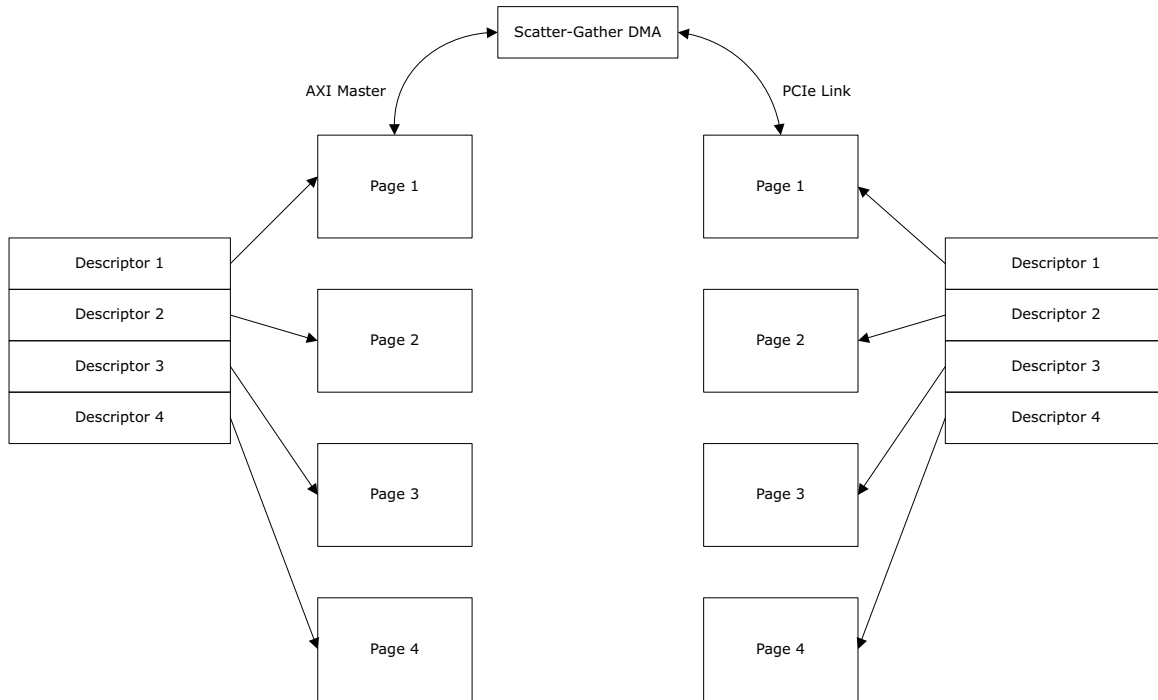 Scatter-Gather DMA
AXI Master
PCIe Link
Page 1
Page 1
Descriptor 1
Descriptor 1
Descriptor 2
Descriptor 2
Page 2
Page 2
Descriptor 3
Descriptor 3
Descriptor 4
Descriptor 4
Page 3
Page 3
Page 4
Page 4